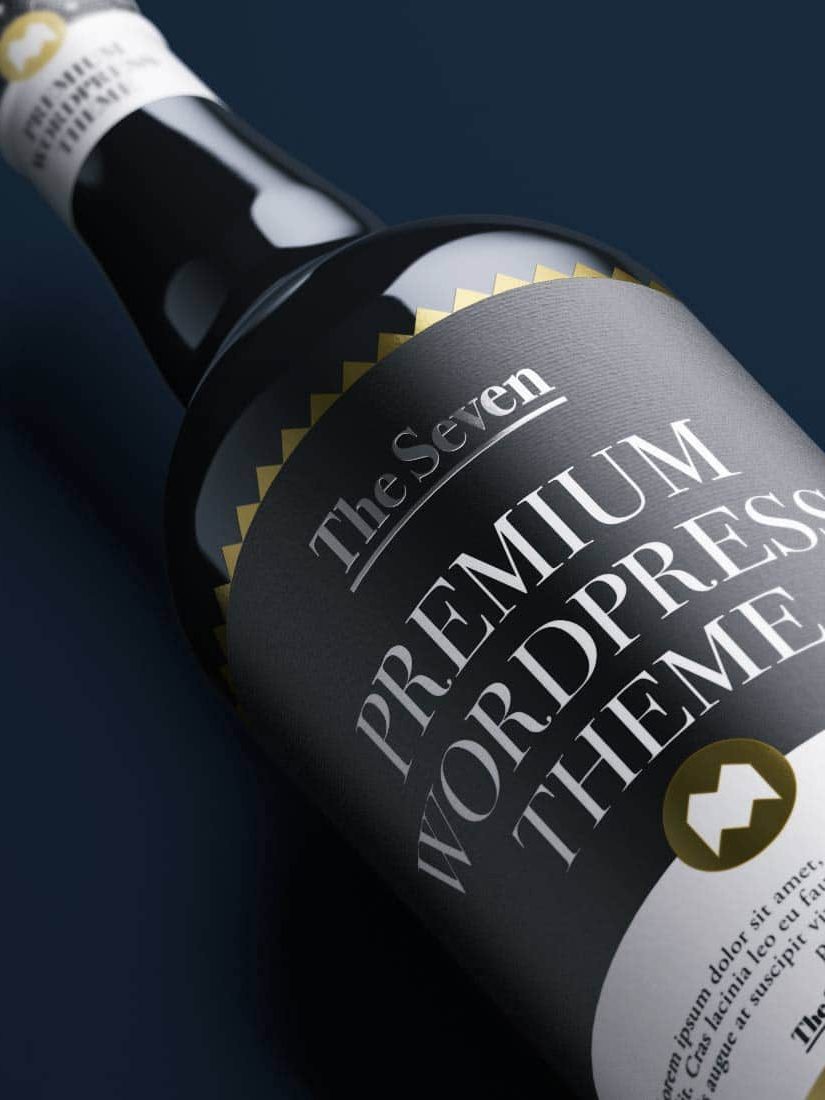 PREMIUM
WORDPRESS
THEME
The Seven
PREMIUM
WORDPRESS
THEME
orem ipsum dolor sit amet,
it. Cras lacinia leo eu fau
s augue at suscipit vi
The